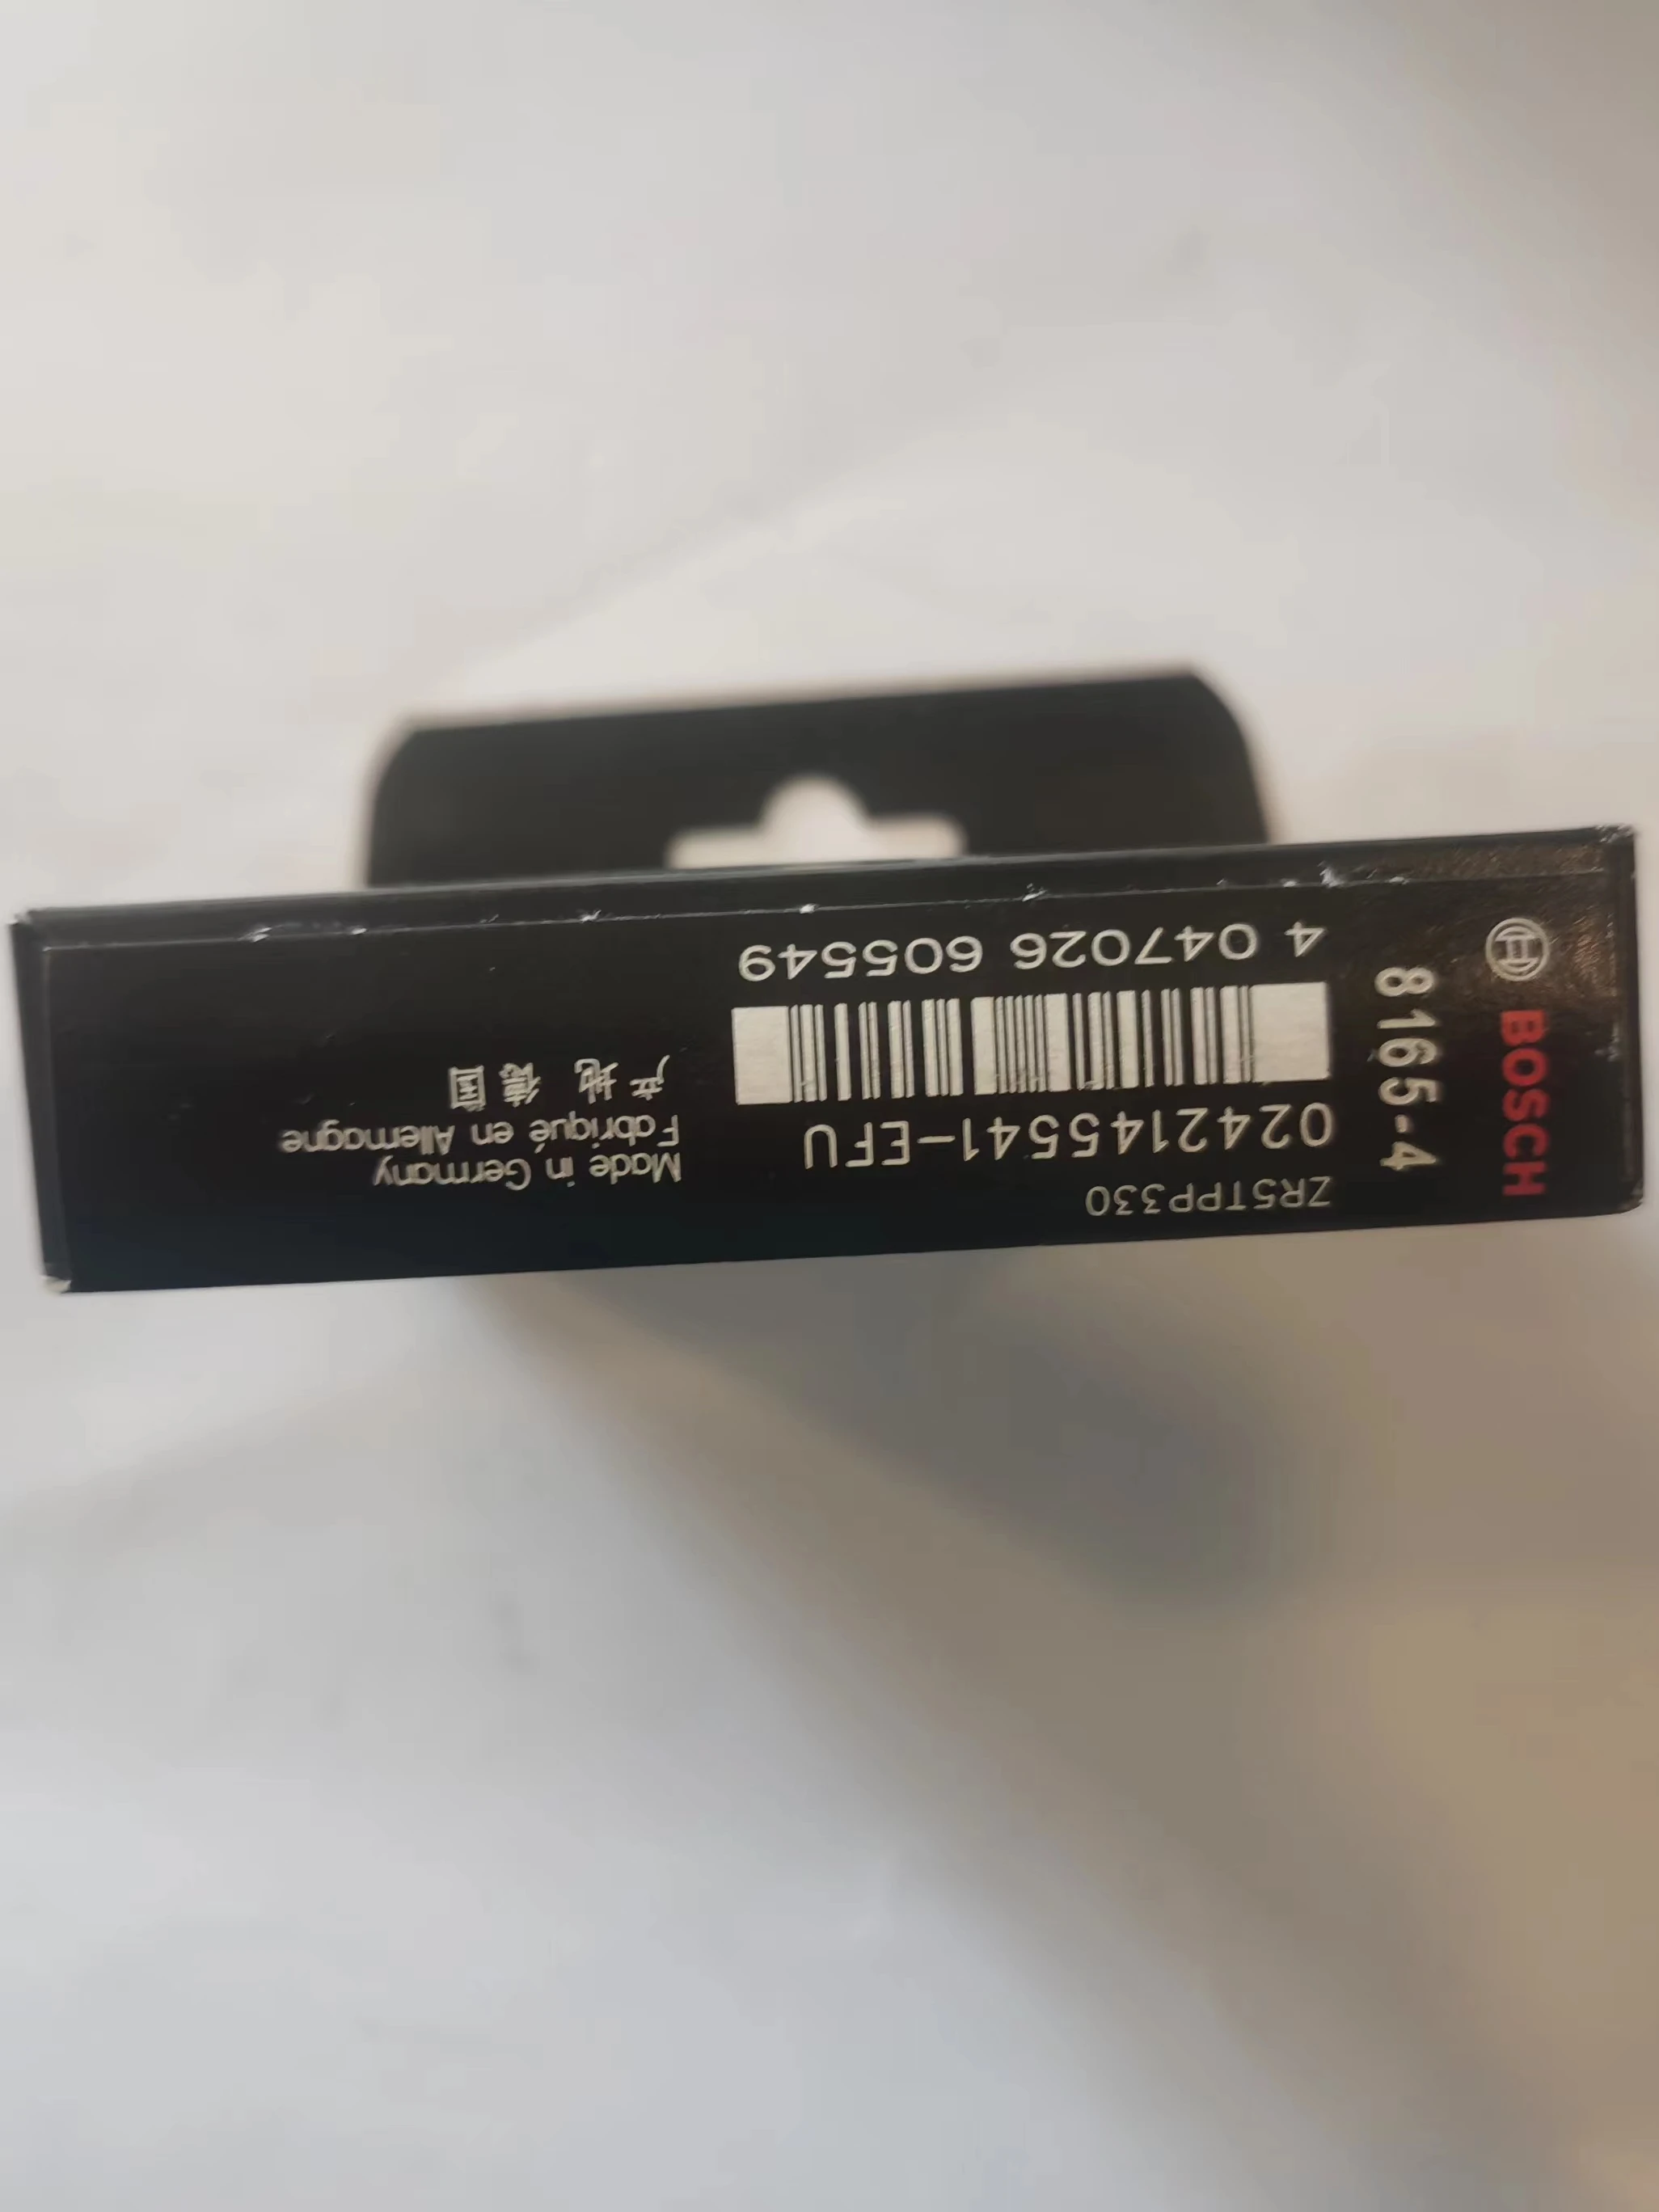 BOSCH
8165-4
ZR5TPP330
0242145541-EFU
4 047026 605549
Made in Germany
Fabriqué en Allemagne
产地 德国